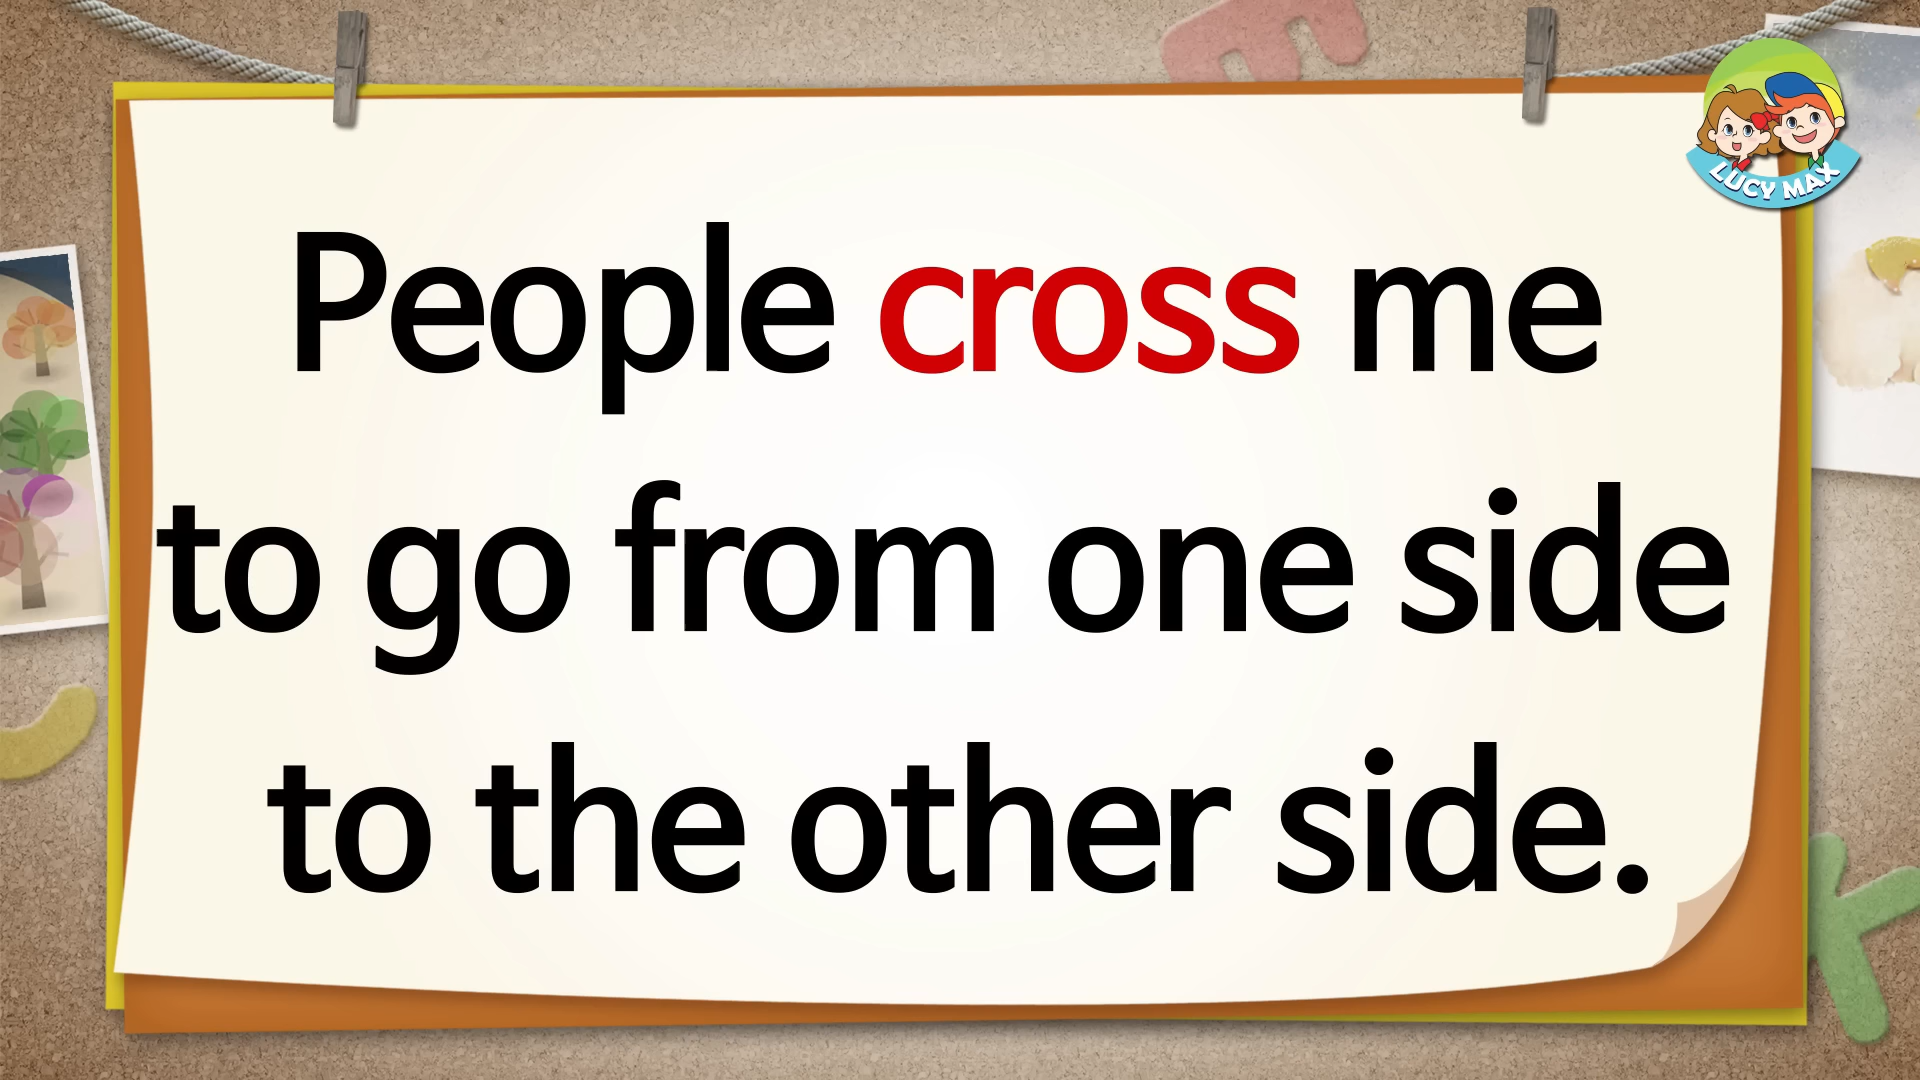 LUCY MAX
People cross me
to go from one side
to the other side.